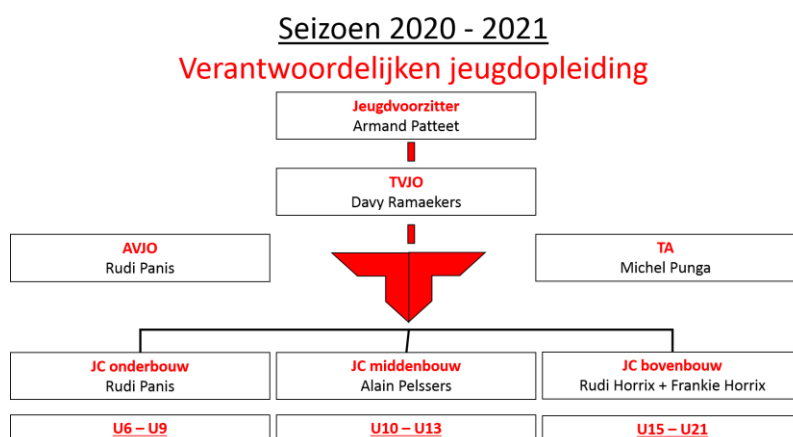 Seizoen 2020 - 2021
Verantwoordelijken jeugdopleiding
Jeugdvoorzitter
Armand Patteet
TVJO
Davy Ramaekers
AVJO
Rudi Panis
TA
Michel Punga
JC onderbouw
Rudi Panis
JC middenbouw
Alain Pelssers
JC bovenbouw
Rudi Horrix + Frankie Horrix
U6 – U9
U10 – U13
U15 – U21